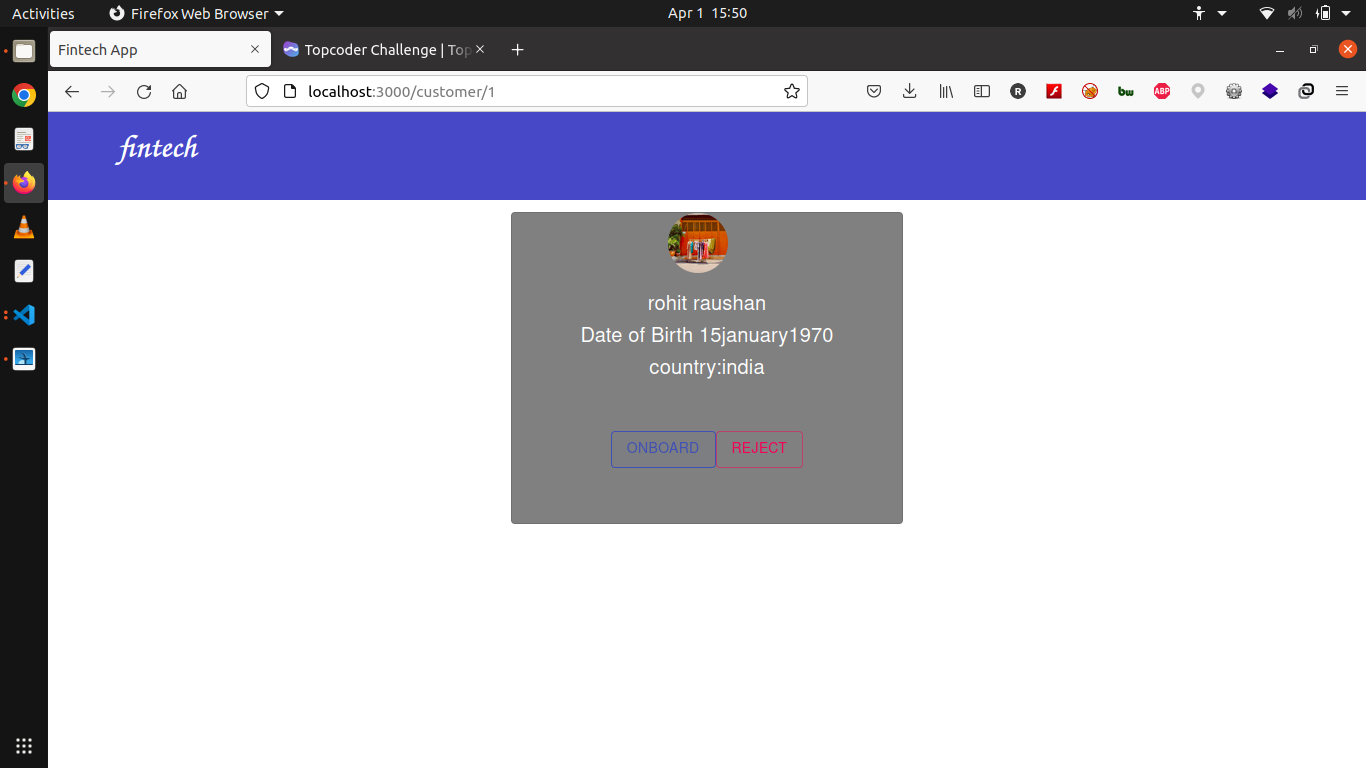 Activities
Firefox Web Browser
Apr 1 15:50
Fintech App
Topcoder Challenge | Top
localhost:3000/customer/1
R
bw
ABP
fintech
rohit raushan
Date of Birth 15january1970
country:india
ONBOARD
REJECT